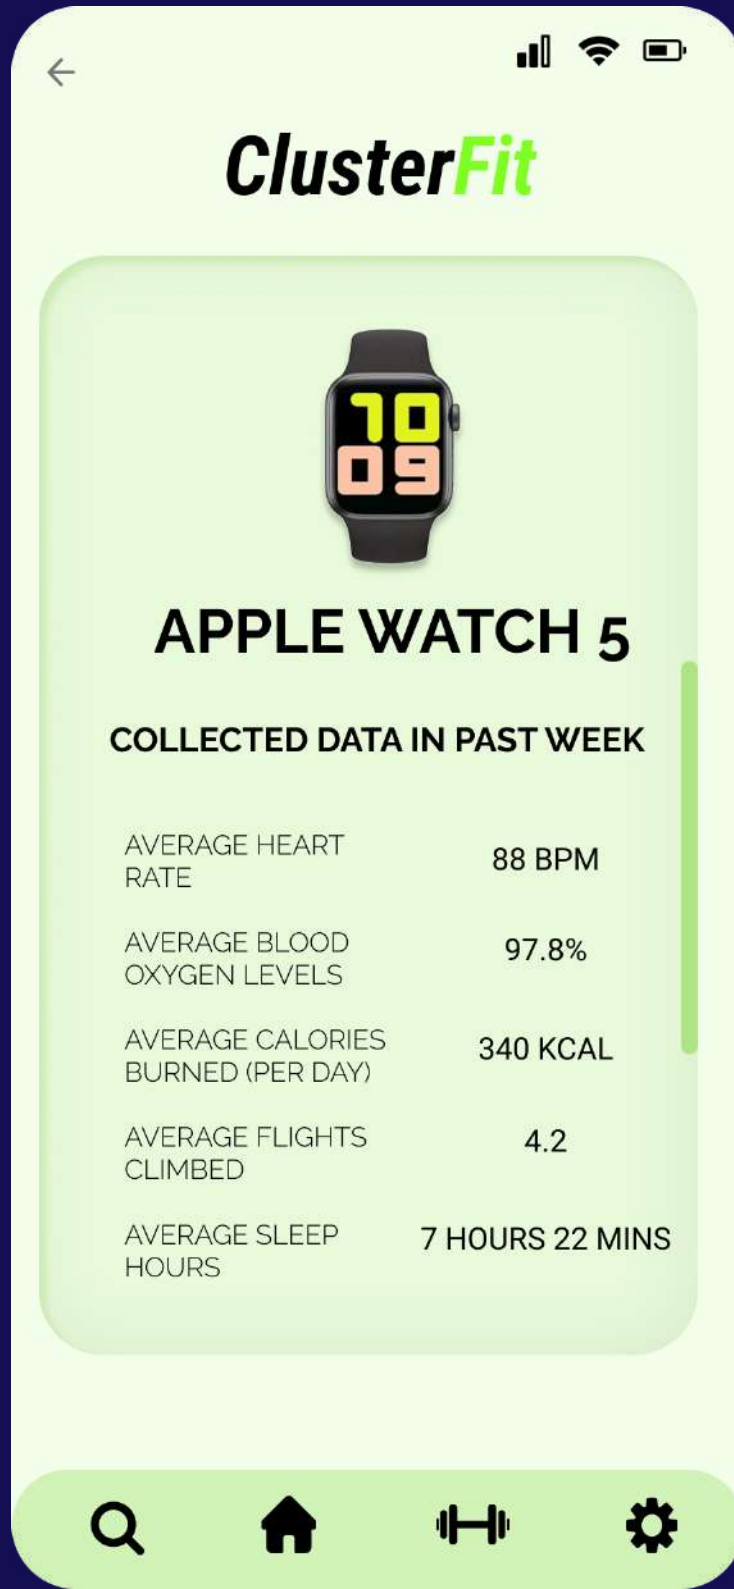 ClusterFit
10
09
APPLE WATCH 5
COLLECTED DATA IN PAST WEEK
AVERAGE HEART
RATE
88 BPM
AVERAGE BLOOD
OXYGEN LEVELS
97.8%
AVERAGE CALORIES
BURNED (PER DAY)
340 KCAL
AVERAGE FLIGHTS
CLIMBED
4.2
AVERAGE SLEEP
HOURS
7 HOURS 22 MINS